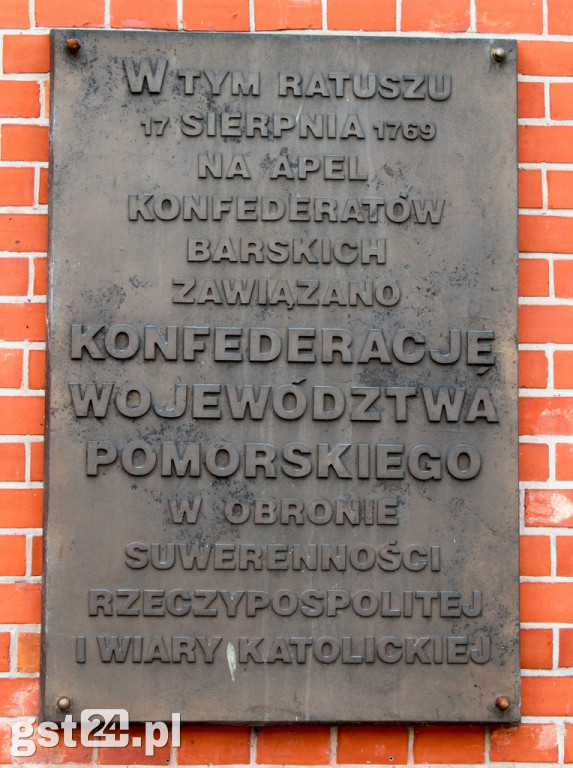 W TYM RATUSZU
17 SIERPNIA 1769
NA APEL
KONFEDERATÓW
BARSKICH
ZAWIĄZANO
KONFEDERACJĘ
WOJEWÓDZTWA
POMORSKIEGO
W OBRONIE
SUWERENNOŚCI
RZECZYPOSPOLITEJ
I WIARY KATOLICKIEJ
gst24.pl